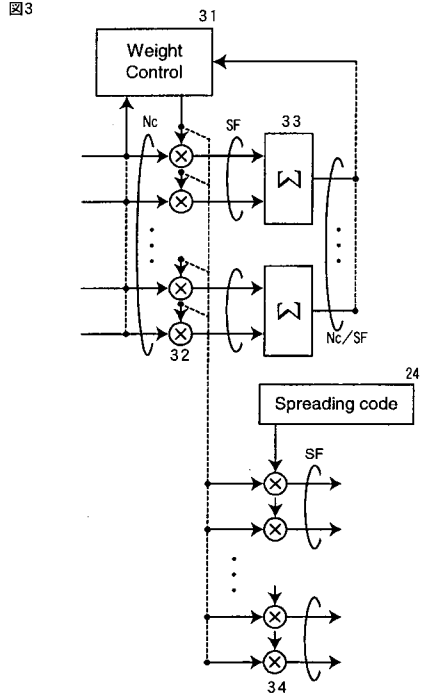 図3
31
Weight
Control
Nc
SF
33
Σ
32
Σ
Nc/SF
24
Spreading code
SF
34